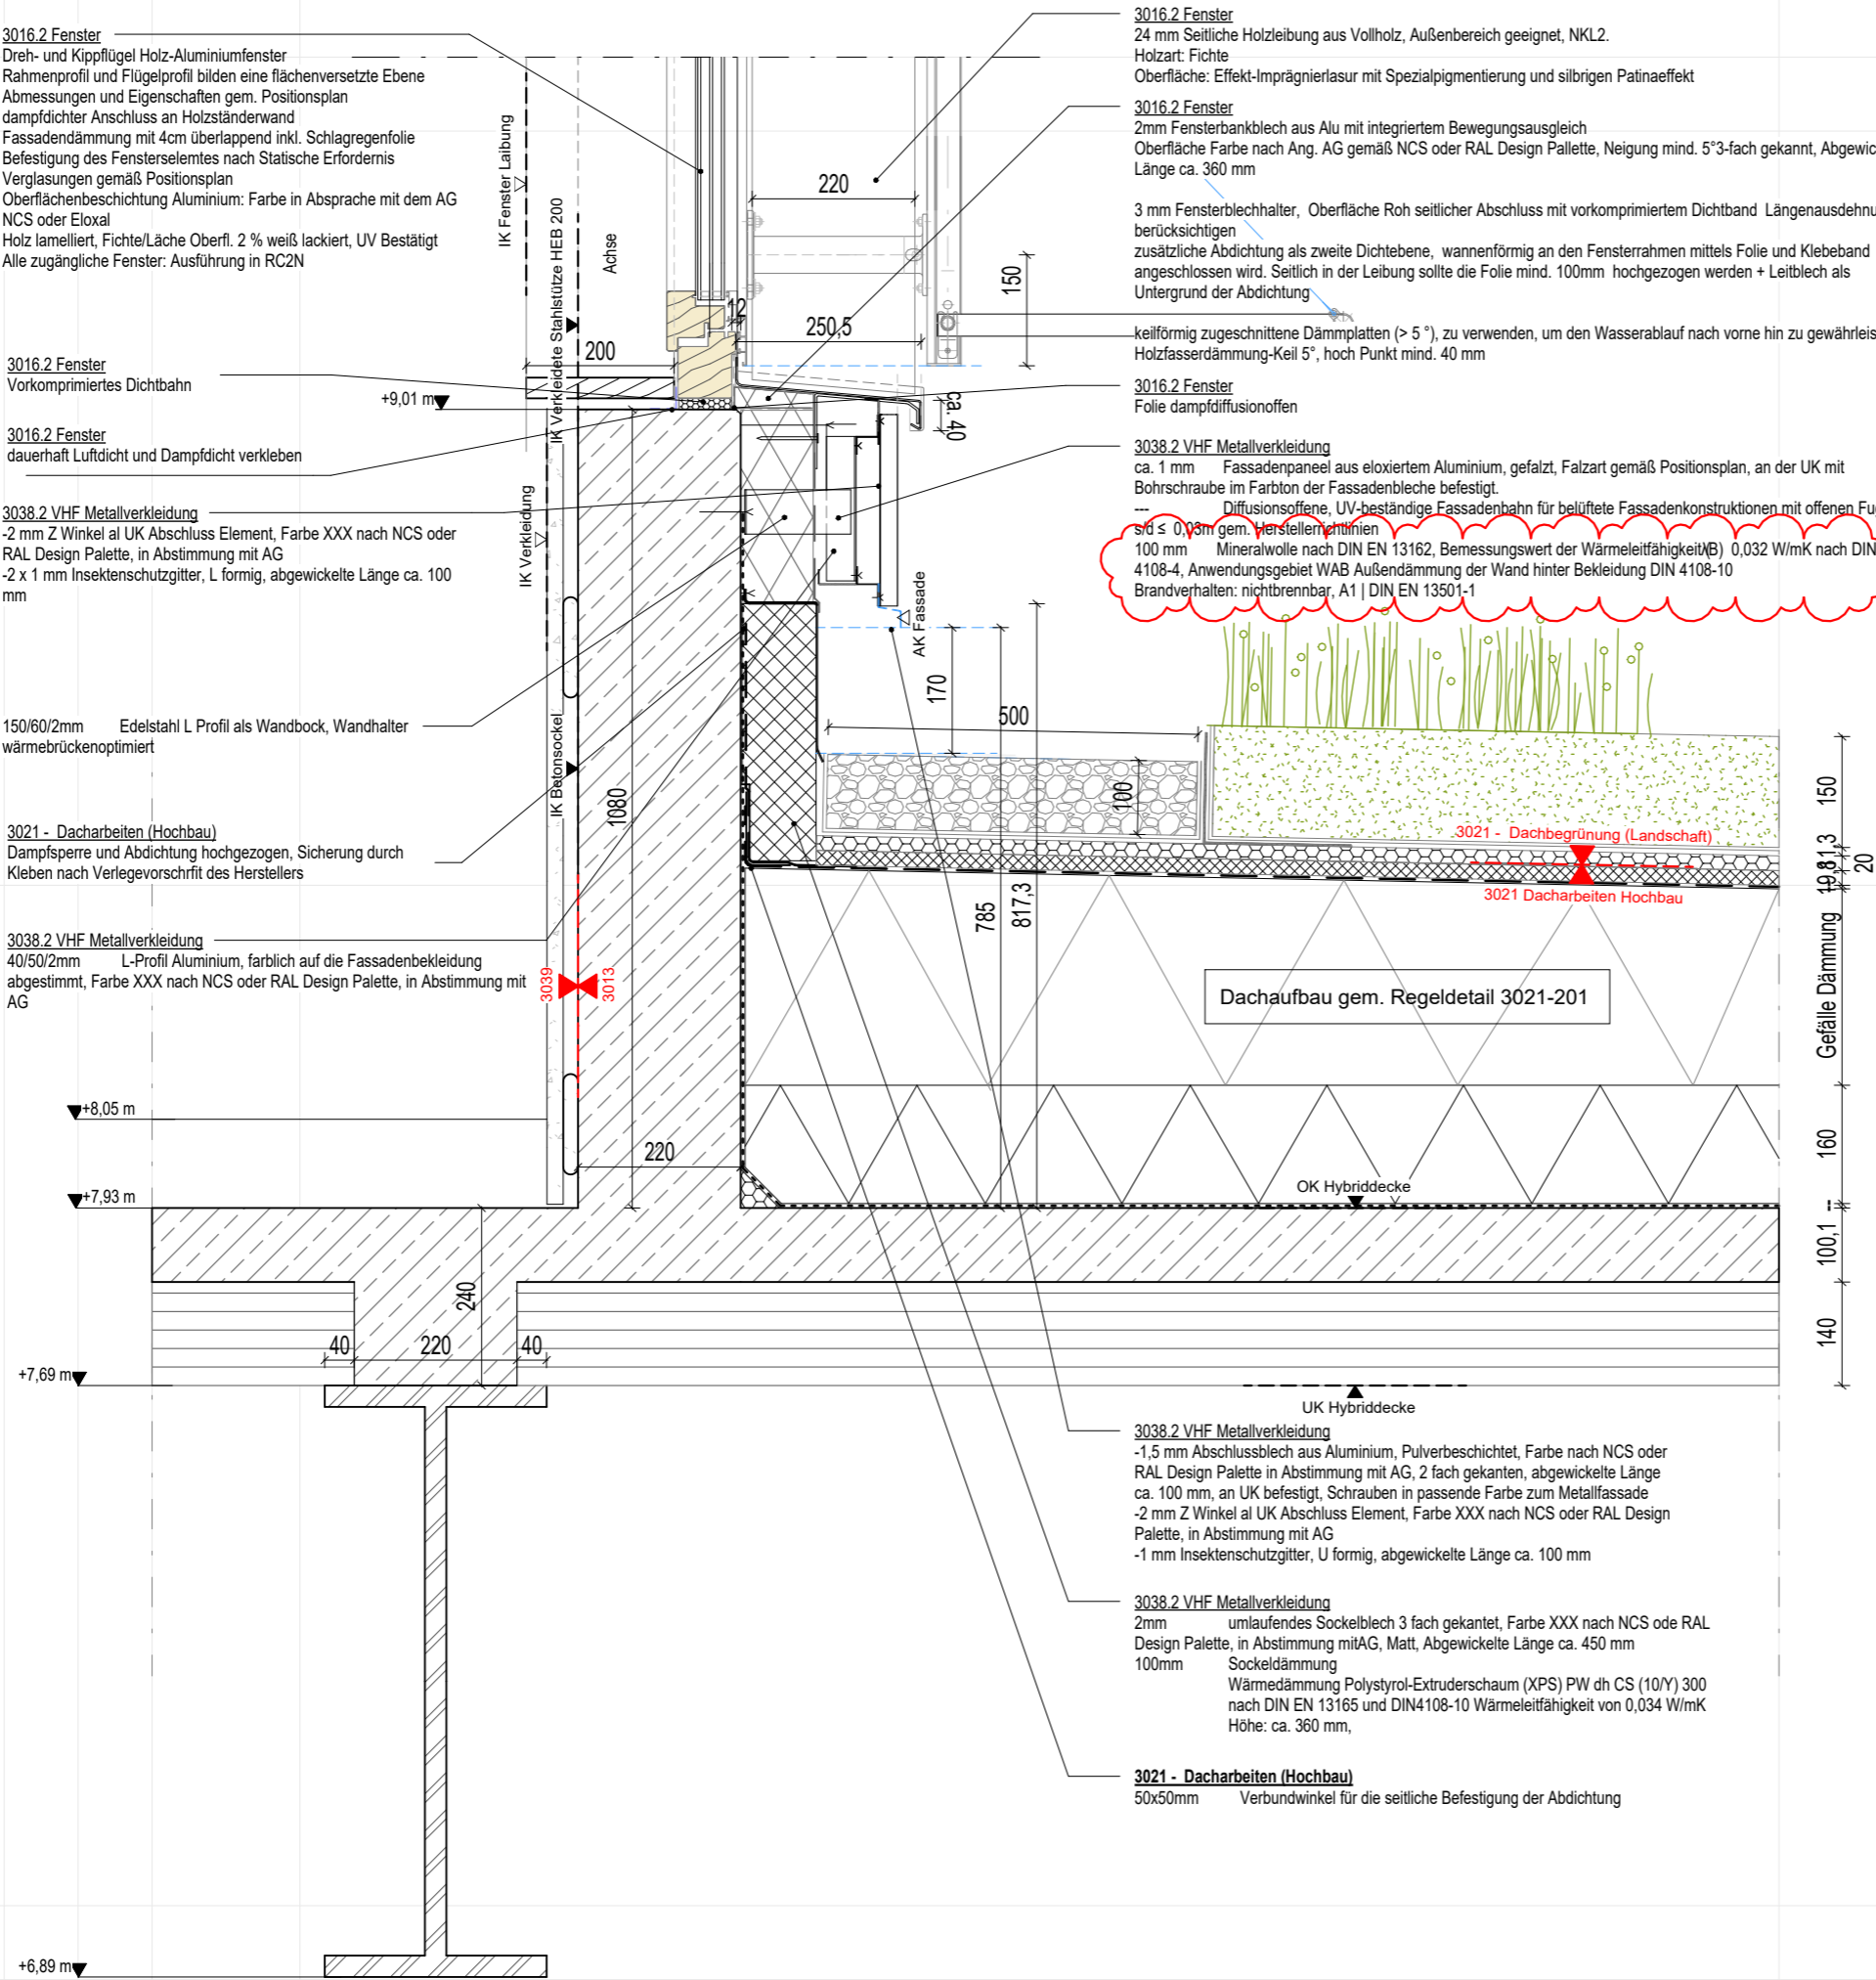 3016.2 Fenster
Dreh- und Kippflügel Holz-Aluminiumfenster
Rahmenprofil und Flügelprofil bilden eine flächenversetzte Ebene
Abmessungen und Eigenschaften gem. Positionsplan
dampfdichter Anschluss an Holzständerwand
Fassadendämmung mit 4cm überlappend inkl. Schlagregenfolie
Befestigung des Fensterselemtes nach Statische Erfordernis
Verglasungen gemäß Positionsplan
Oberflächenbeschichtung Aluminium: Farbe in Absprache mit dem AG
NCS oder Eloxal
Holz lamelliert, Fichte/Läche Oberfl. 2 % weiß lackiert, UV Bestätigt
Alle zugängliche Fenster: Ausführung in RC2N
3016.2 Fenster
Vorkomprimiertes Dichtbahn
3016.2 Fenster
dauerhaft Luftdicht und Dampfdicht verkleben
3038.2 VHF Metallverkleidung
-2 mm Z Winkel al UK Abschluss Element, Farbe XXX nach NCS oder
RAL Design Palette, in Abstimmung mit AG
-2 x 1 mm Insektenschutzgitter, L formig, abgewickelte Länge ca. 100
mm
150/60/2mm Edelstahl L Profil als Wandbock, Wandhalter
wärmebrückenoptimiert
3021 - Dacharbeiten (Hochbau)
Dampfsperre und Abdichtung hochgezogen, Sicherung durch
Kleben nach Verlegevorschrfit des Herstellers
3038.2 VHF Metallverkleidung
40/50/2mm L-Profil Aluminium, farblich auf die Fassadenbekleidung
abgestimmt, Farbe XXX nach NCS oder RAL Design Palette, in Abstimmung mit
AG
+9,01 m
+8,05 m
+7,93 m
+7,69 m
+6,89 m
IK Fenster Laibung
IK Verkleidete Stahlstütze HEB 200
Achse
IK Verkleidung
IK Betonsockel
AK Fassade
3039
3013
220
150
12
250,5
200
ca. 40
170
500
100
1080
785
817,3
220
240
40
220
40
3016.2 Fenster
24 mm Seitliche Holzleibung aus Vollholz, Außenbereich geeignet, NKL2.
Holzart: Fichte
Oberfläche: Effekt-Imprägnierlasur mit Spezialpigmentierung und silbrigen Patinaeffekt
3016.2 Fenster
2mm Fensterbankblech aus Alu mit integriertem Bewegungsausgleich
Oberfläche Farbe nach Ang. AG gemäß NCS oder RAL Design Pallette, Neigung mind. 5°3-fach gekannt, Abgewic
Länge ca. 360 mm
3 mm Fensterblechhalter, Oberfläche Roh seitlicher Abschluss mit vorkomprimiertem Dichtband Längenausdehnu
berücksichtigen
zusätzliche Abdichtung als zweite Dichtebene, wannenförmig an den Fensterrahmen mittels Folie und Klebeband
angeschlossen wird. Seitlich in der Leibung sollte die Folie mind. 100mm hochgezogen werden + Leitblech als
Untergrund der Abdichtung
keilförmig zugeschnittene Dämmplatten (> 5 °), zu verwenden, um den Wasserablauf nach vorne hin zu gewährleis
Holzfaserdämmung-Keil 5°, hoch Punkt mind. 40 mm
3016.2 Fenster
Folie dampfdiffusionoffen
3038.2 VHF Metallverkleidung
ca. 1 mm Fassadenpaneel aus eloxiertem Aluminium, gefalzt, Falzart gemäß Positionsplan, an der UK mit
Bohrschraube im Farbton der Fassadenbleche befestigt.
--- Diffusionsoffene, UV-beständige Fassadenbahn für belüftete Fassadenkonstruktionen mit offenen Fu
s/d ≤ 0,03m gem. Herstellerrichtlinien
100 mm Mineralwolle nach DIN EN 13162, Bemessungswert der Wärmeleitfähigkeit (B) 0,032 W/mK nach DIN
4108-4, Anwendungsgebiet WAB Außendämmung der Wand hinter Bekleidung DIN 4108-10
Brandverhalten: nichtbrennbar, A1 | DIN EN 13501-1
3021 - Dachbegrünung (Landschaft)
3021 Dacharbeiten Hochbau
Dachaufbau gem. Regeldetail 3021-201
OK Hybriddecke
UK Hybriddecke
150
20
Gefälle Dämmung
160
--
100,1
140
3038.2 VHF Metallverkleidung
-1,5 mm Abschlussblech aus Aluminium, Pulverbeschichtet, Farbe nach NCS oder
RAL Design Palette in Abstimmung mit AG, 2 fach gekanten, abgewickelte Länge
ca. 100 mm, an UK befestigt, Schrauben in passende Farbe zum Metallfassade
-2 mm Z Winkel al UK Abschluss Element, Farbe XXX nach NCS oder RAL Design
Palette, in Abstimmung mit AG
-1 mm Insektenschutzgitter, U formig, abgewickelte Länge ca. 100 mm
3038.2 VHF Metallverkleidung
2mm umlaufendes Sockelblech 3 fach gekantet, Farbe XXX nach NCS ode RAL
Design Palette, in Abstimmung mitAG, Matt, Abgewickelte Länge ca. 450 mm
100mm Sockeldämmung
Wärmedämmung Polystyrol-Extruderschaum (XPS) PW dh CS (10/Y) 300
nach DIN EN 13165 und DIN4108-10 Wärmeleitfähigkeit von 0,034 W/mK
Höhe: ca. 360 mm,
3021 - Dacharbeiten (Hochbau)
50x50mm Verbundwinkel für die seitliche Befestigung der Abdichtung